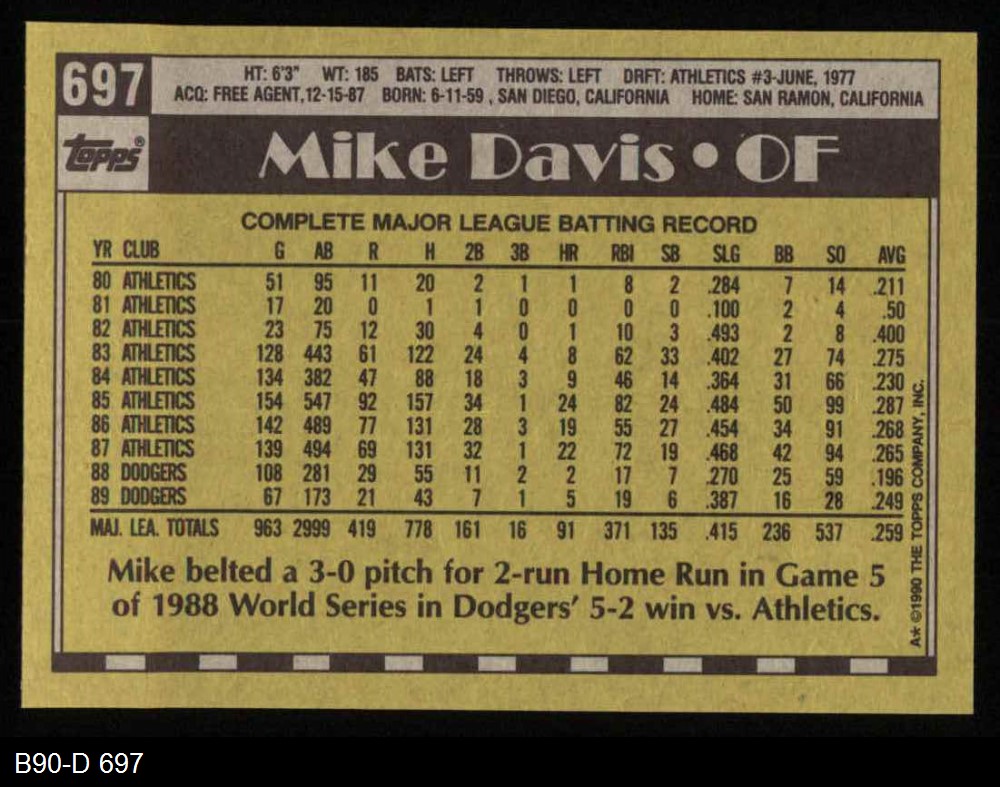 697
HT: 6'3" WT: 185 BATS: LEFT THROWS: LEFT DRFT: ATHLETICS #3-JUNE, 1977
ACQ: FREE AGENT, 12-15-87 BORN: 6-11-59, SAN DIEGO, CALIFORNIA HOME: SAN RAMON, CALIFORNIA
topps®
Mike Davis • OF
COMPLETE MAJOR LEAGUE BATTING RECORD
YR CLUB G AB R H 2B 3B HR RBI SB SLG BB SO AVG
80 ATHLETICS 51 95 11 20 2 1 1 8 2 .284 7 14 .211
81 ATHLETICS 17 20 0 1 1 0 0 0 0 .100 2 4 .50
82 ATHLETICS 23 75 12 30 4 0 1 10 3 .493 2 8 .400
83 ATHLETICS 128 443 61 122 24 4 8 62 33 .402 27 74 .275
84 ATHLETICS 134 382 47 88 18 3 9 46 14 .364 31 66 .230
85 ATHLETICS 154 547 92 157 34 1 24 82 24 .484 50 99 .287
86 ATHLETICS 142 489 77 131 28 3 19 55 27 .454 34 91 .268
87 ATHLETICS 139 494 69 131 32 1 22 72 19 .468 42 94 .265
88 DODGERS 108 281 29 55 11 2 2 17 7 .270 25 59 .196
89 DODGERS 67 173 21 43 7 1 5 19 6 .387 16 28 .249
MAJ. LEA. TOTALS 963 2999 419 778 161 16 91 371 135 .415 236 537 .259
Mike belted a 3-0 pitch for 2-run Home Run in Game 5
of 1988 World Series in Dodgers' 5-2 win vs. Athletics.
A* ©1990 THE TOPPS COMPANY, INC.
B90-D 697